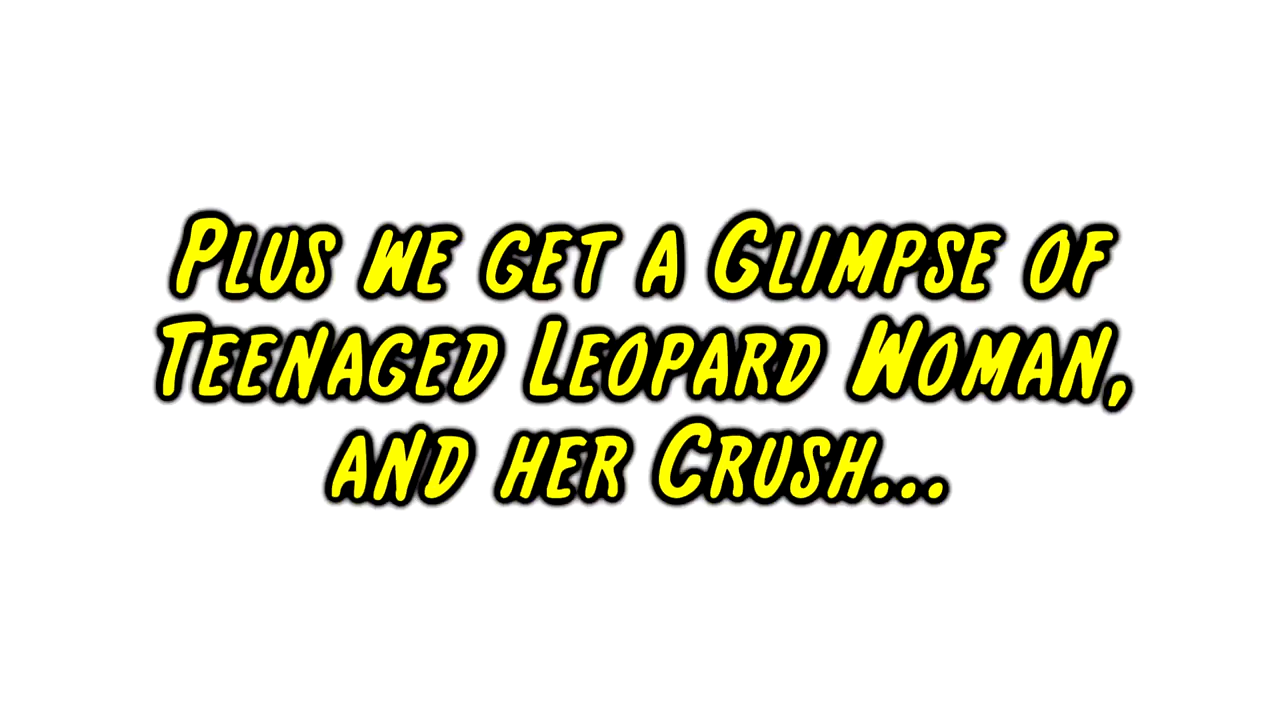 Plus we get a Glimpse of
Teenaged Leopard Woman,
and her Crush...